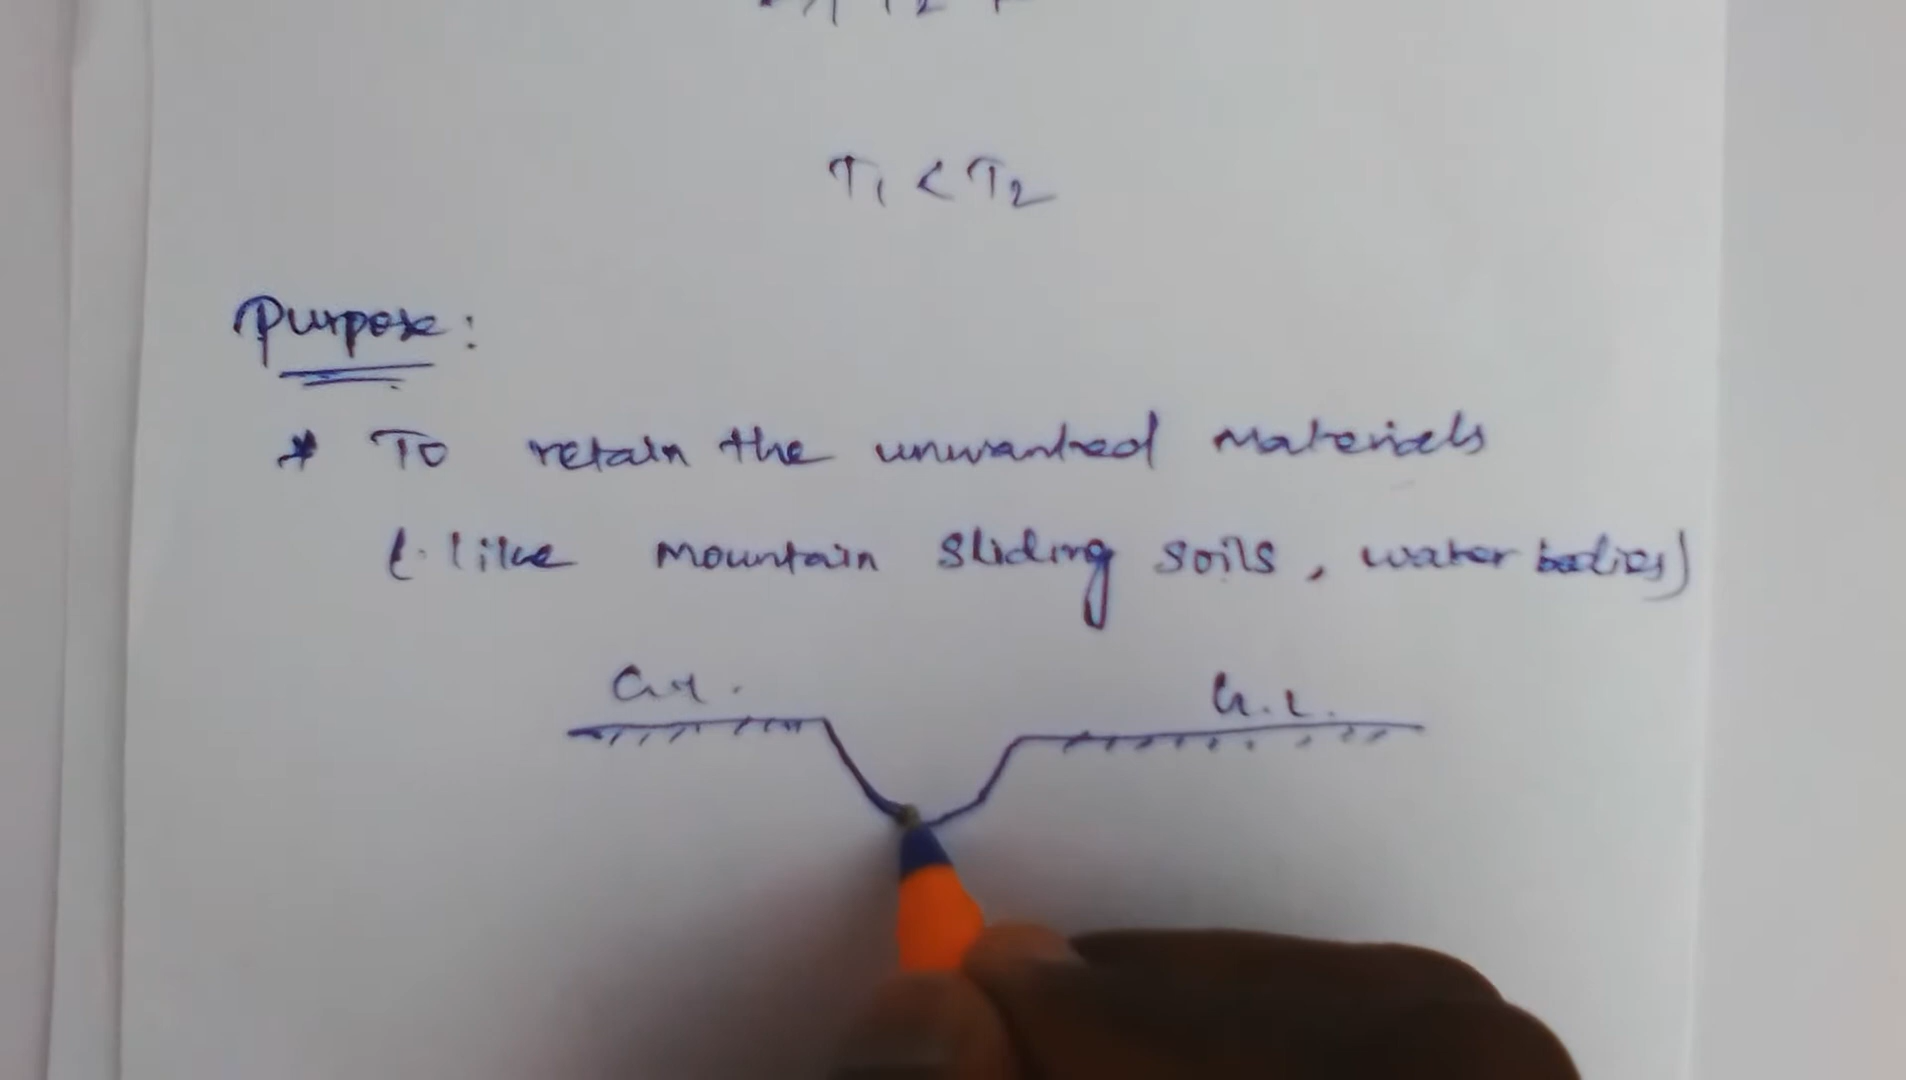 T1 < T2
Purpose:
* To retain the unwanted materials
(. like mountain sliding soils, water bodies)
G.L.